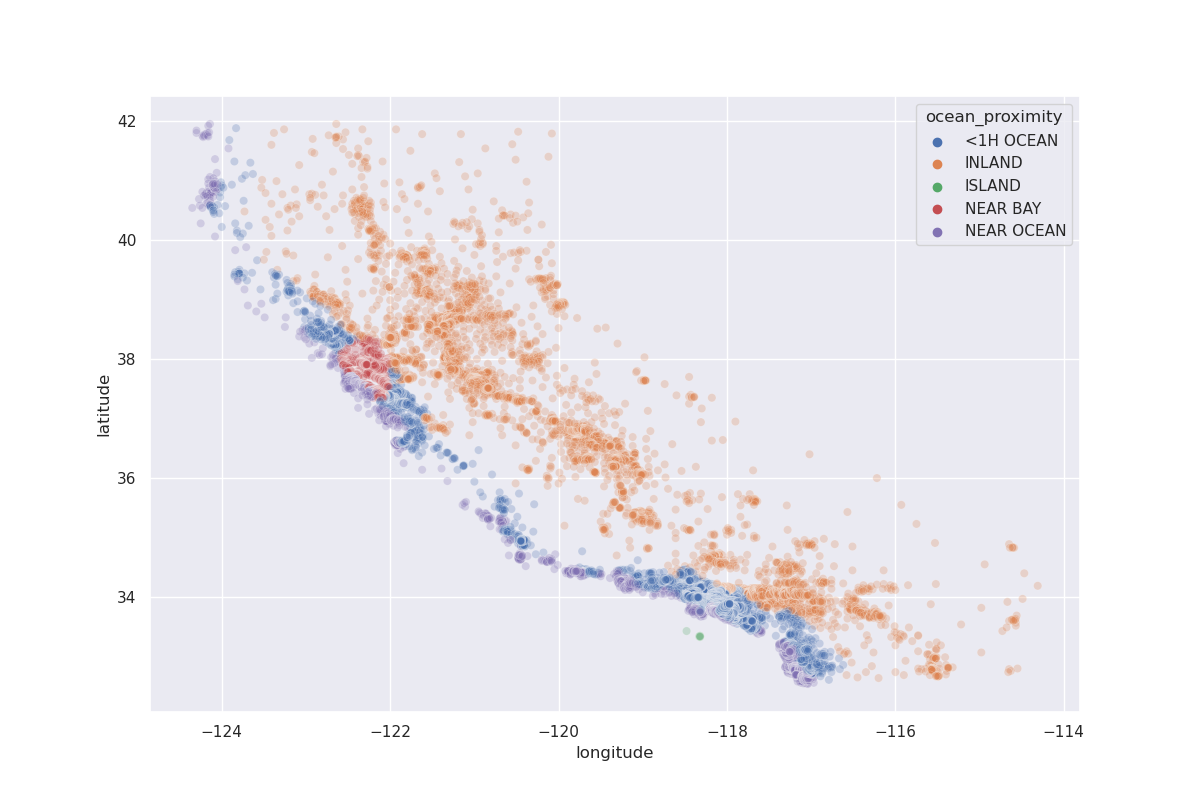 42
40
38
36
34
latitude
−124
−122
−120
−118
−116
−114
longitude
ocean_proximity
<1H OCEAN
INLAND
ISLAND
NEAR BAY
NEAR OCEAN